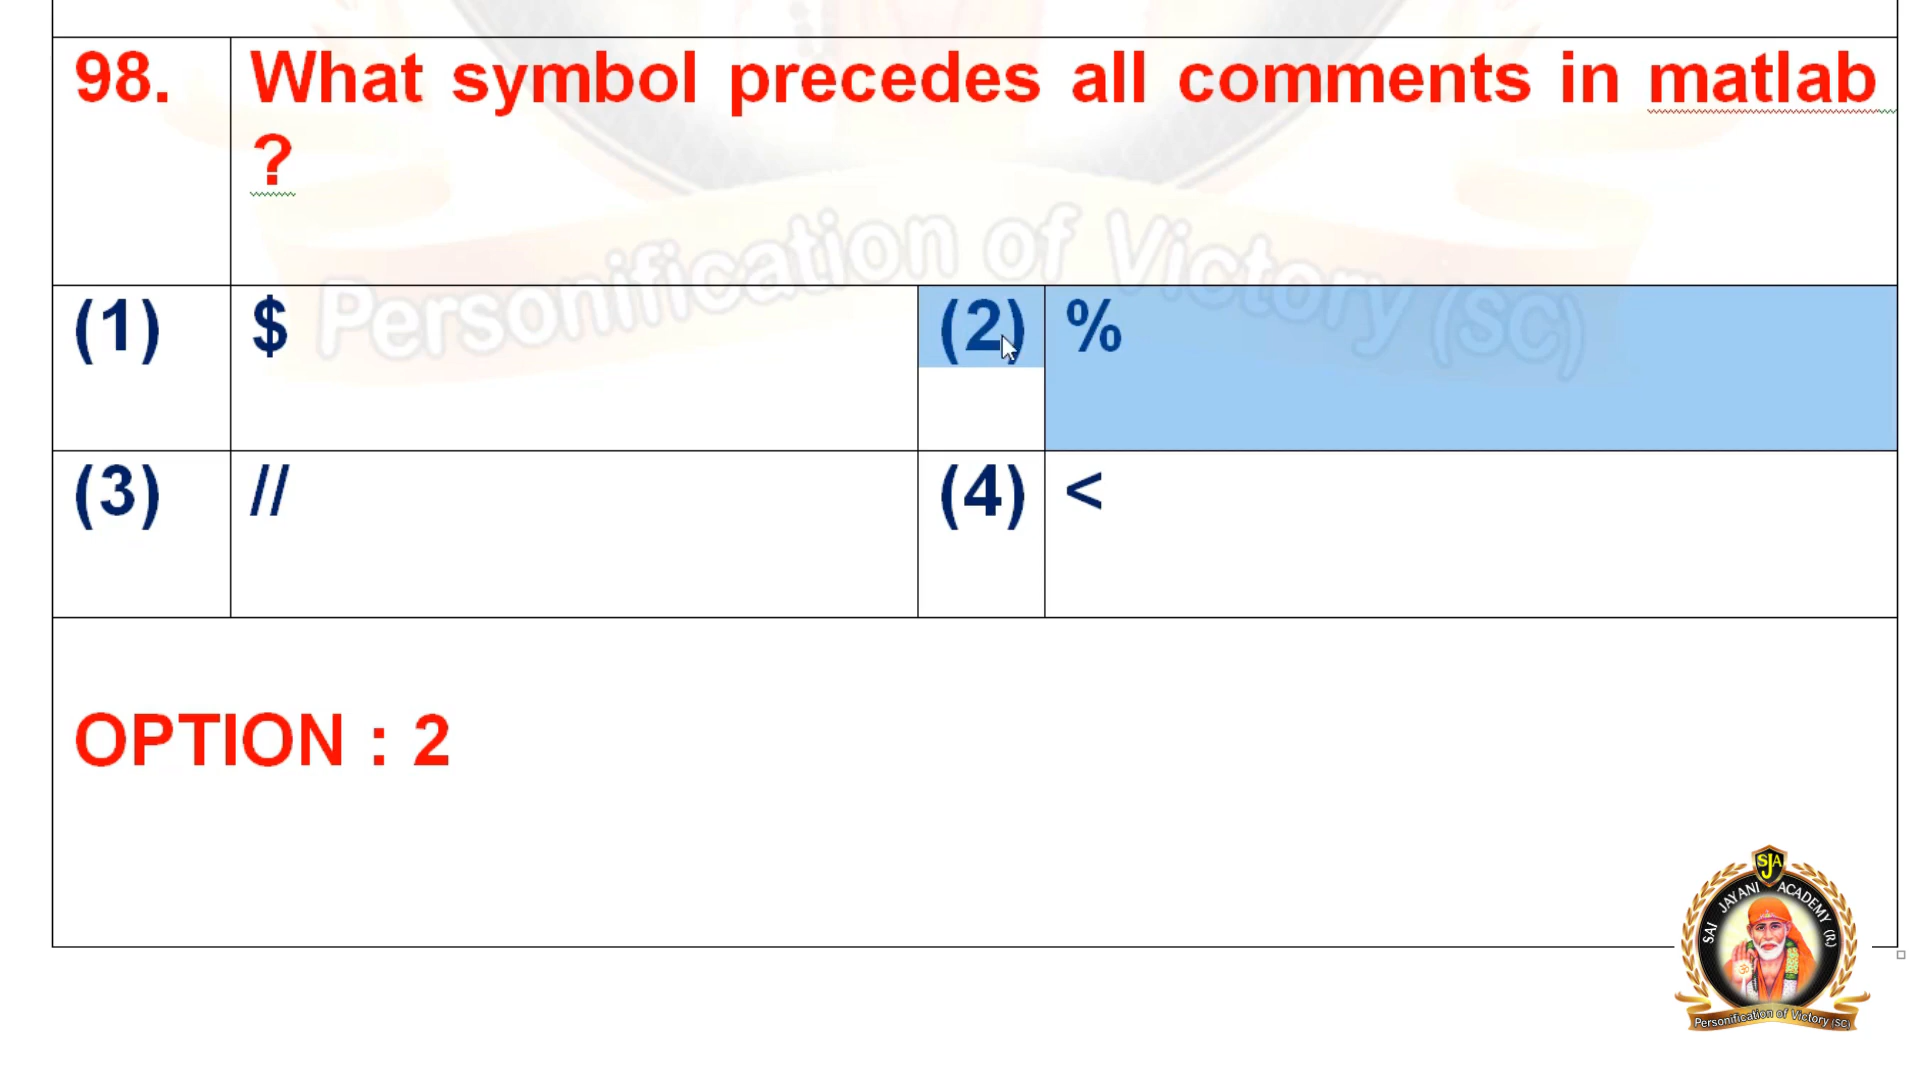 98. What symbol precedes all comments in matlab
?
(1) $ (2) %
(3) // (4) <
OPTION : 2
Personification of Victory (SC)
SJA
SAI JAYANI ACADEMY (R)
Personification of Victory (SC)